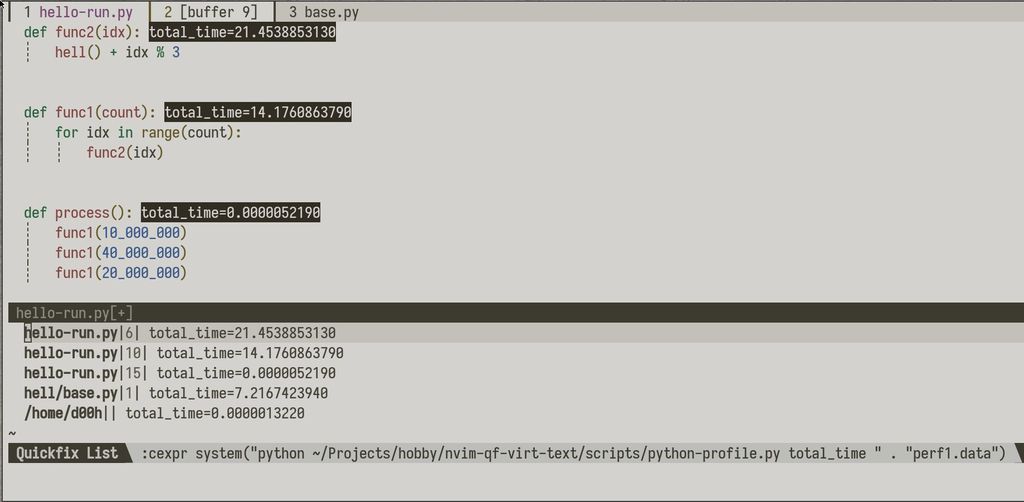 1 hello-run.py 2 [buffer 9] 3 base.py
def func2(idx): total_time=21.4538853130
hell() + idx % 3
def func1(count): total_time=14.1760863790
for idx in range(count):
func2(idx)
def process(): total_time=0.0000052190
func1(10_000_000)
func1(40_000_000)
func1(20_000_000)
hello-run.py[+]
hello-run.py|6| total_time=21.4538853130
hello-run.py|10| total_time=14.1760863790
hello-run.py|15| total_time=0.0000052190
hell/base.py|1| total_time=7.2167423940
/home/d00h|| total_time=0.0000013220
~
Quickfix List :cexpr system("python ~/Projects/hobby/nvim-qf-virt-text/scripts/python-profile.py total_time " . "perf1.data")